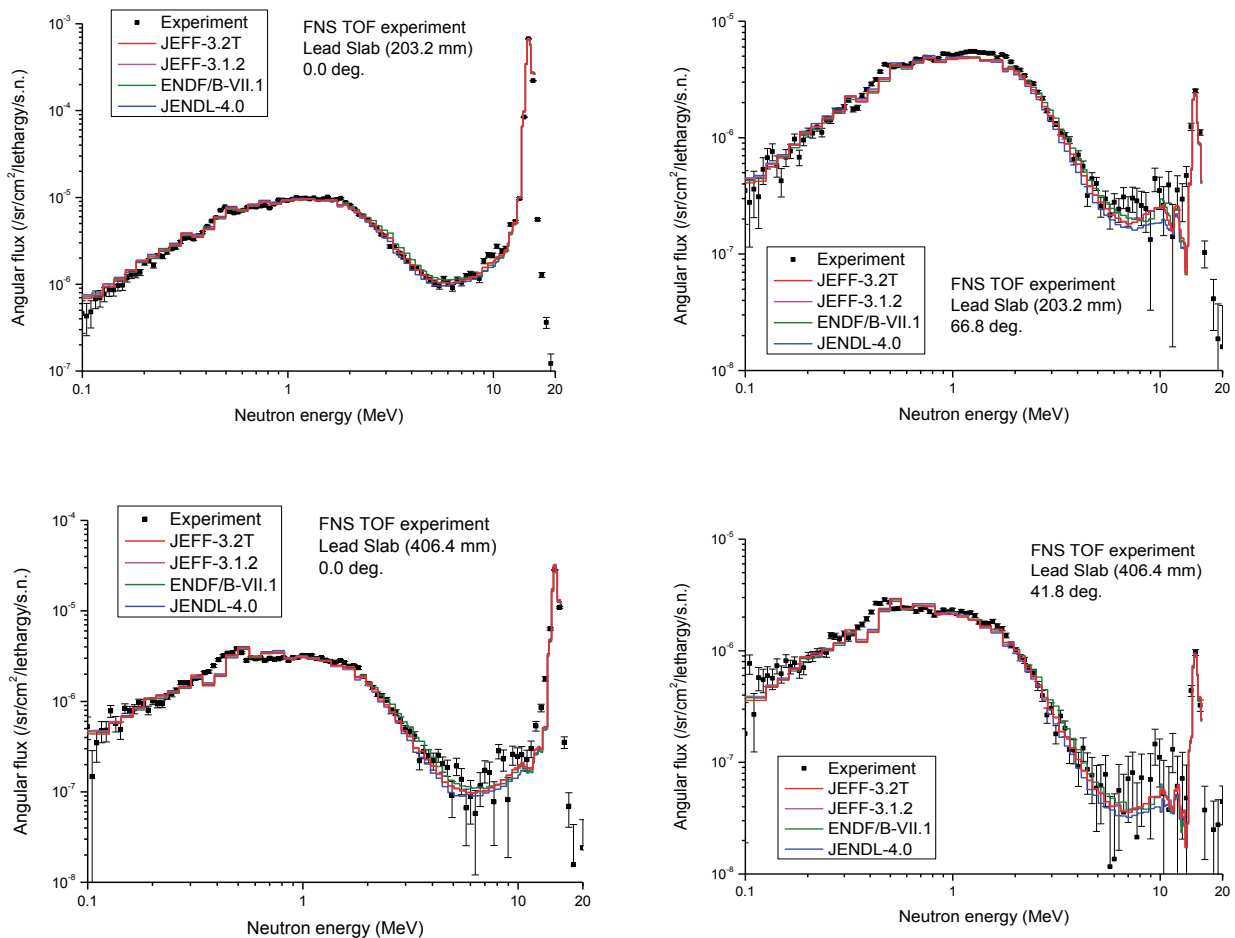 Experiment
JEFF-3.2T
JEFF-3.1.2
ENDF/B-VII.1
JENDL-4.0
FNS TOF experiment
Lead Slab (203.2 mm)
0.0 deg.
Angular flux (/sr/cm²/lethargy/s.n.)
10⁻³
10⁻⁴
10⁻⁵
10⁻⁶
10⁻⁷
0.1 1 10 20
Neutron energy (MeV)
Angular flux (/sr/cm²/lethargy/s.n.)
10⁻⁵
10⁻⁶
10⁻⁷
10⁻⁸
Experiment
JEFF-3.2T
JEFF-3.1.2
ENDF/B-VII.1
JENDL-4.0
FNS TOF experiment
Lead Slab (203.2 mm)
66.8 deg.
0.1 1 10 20
Neutron energy (MeV)
Experiment
JEFF-3.2T
JEFF-3.1.2
ENDF/B-VII.1
JENDL-4.0
FNS TOF experiment
Lead Slab (406.4 mm)
0.0 deg.
Angular flux (/sr/cm²/lethargy/s.n.)
10⁻⁴
10⁻⁵
10⁻⁶
10⁻⁷
10⁻⁸
0.1 1 10 20
Neutron energy (MeV)
FNS TOF experiment
Lead Slab (406.4 mm)
41.8 deg.
Angular flux (/sr/cm²/lethargy/s.n.)
10⁻⁵
10⁻⁶
10⁻⁷
10⁻⁸
Experiment
JEFF-3.2T
JEFF-3.1.2
ENDF/B-VII.1
JENDL-4.0
0.1 1 10 20
Neutron energy (MeV)